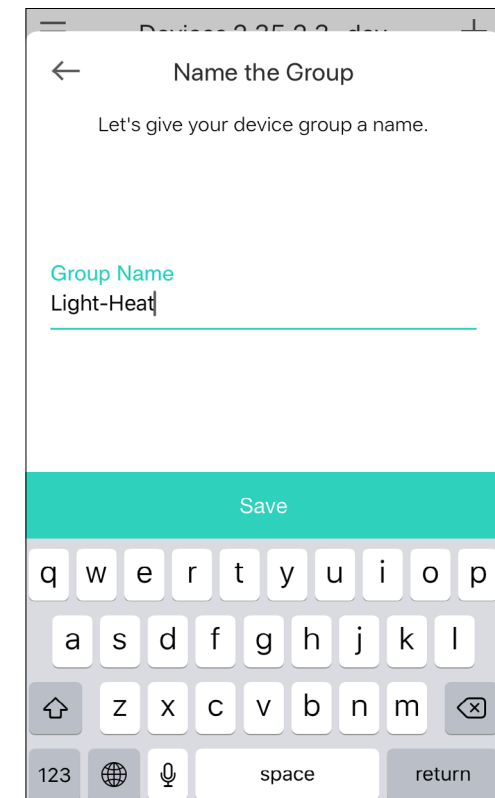 Name the Group
Let's give your device group a name.
Group Name
Light-Heat
Save
q w e r t y u i o p
a s d f g h j k l
z x c v b n m
123 space return